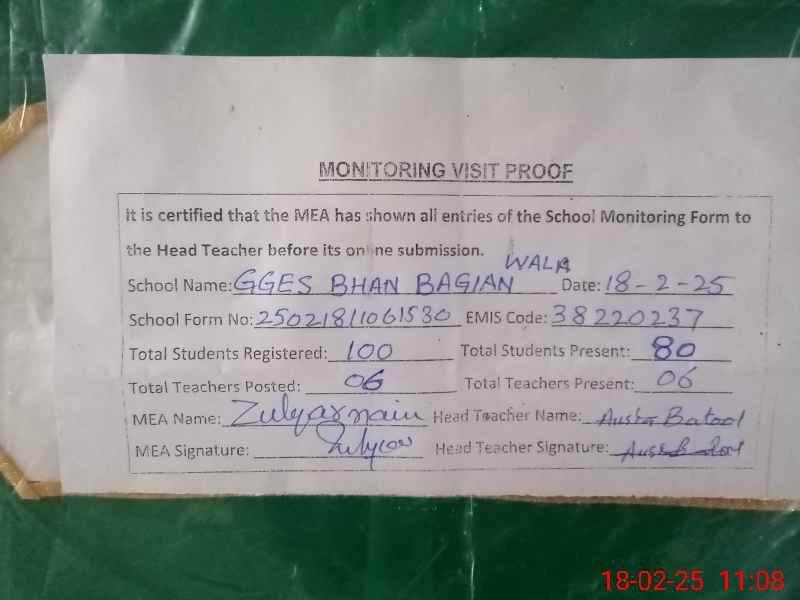 MONITORING VISIT PROOF
It is certified that the MEA has shown all entries of the School Monitoring Form to
the Head Teacher before its online submission.
School Name: GGES BHAN BAGIAN WALA Date: 18-2-25
School Form No: 250218/1061530 EMIS Code: 38220237
Total Students Registered: 100 Total Students Present: 80
Total Teachers Posted: 06 Total Teachers Present: 06
MEA Name: Zulqarnain Head Teacher Name: Batool
MEA Signature: Head Teacher Signature:
18-02-25 11:08